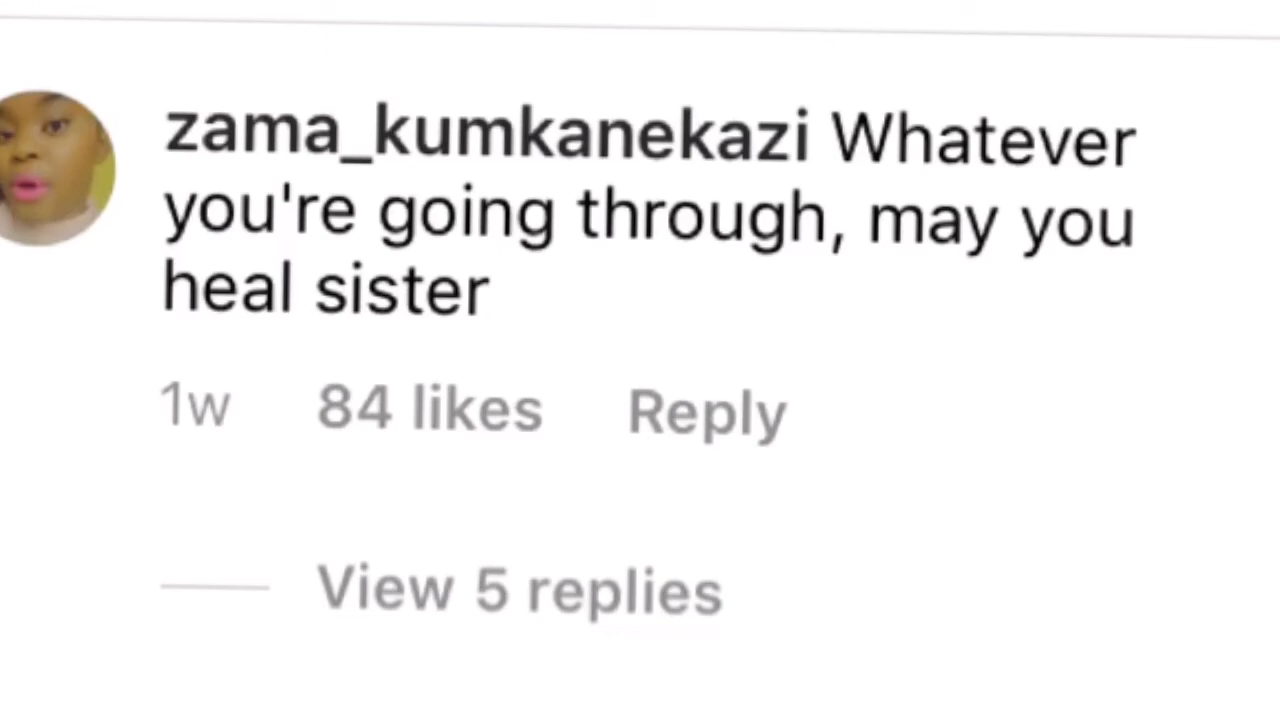 zama_kumkanekazi Whatever
you're going through, may you
heal sister
1w 84 likes Reply
View 5 replies